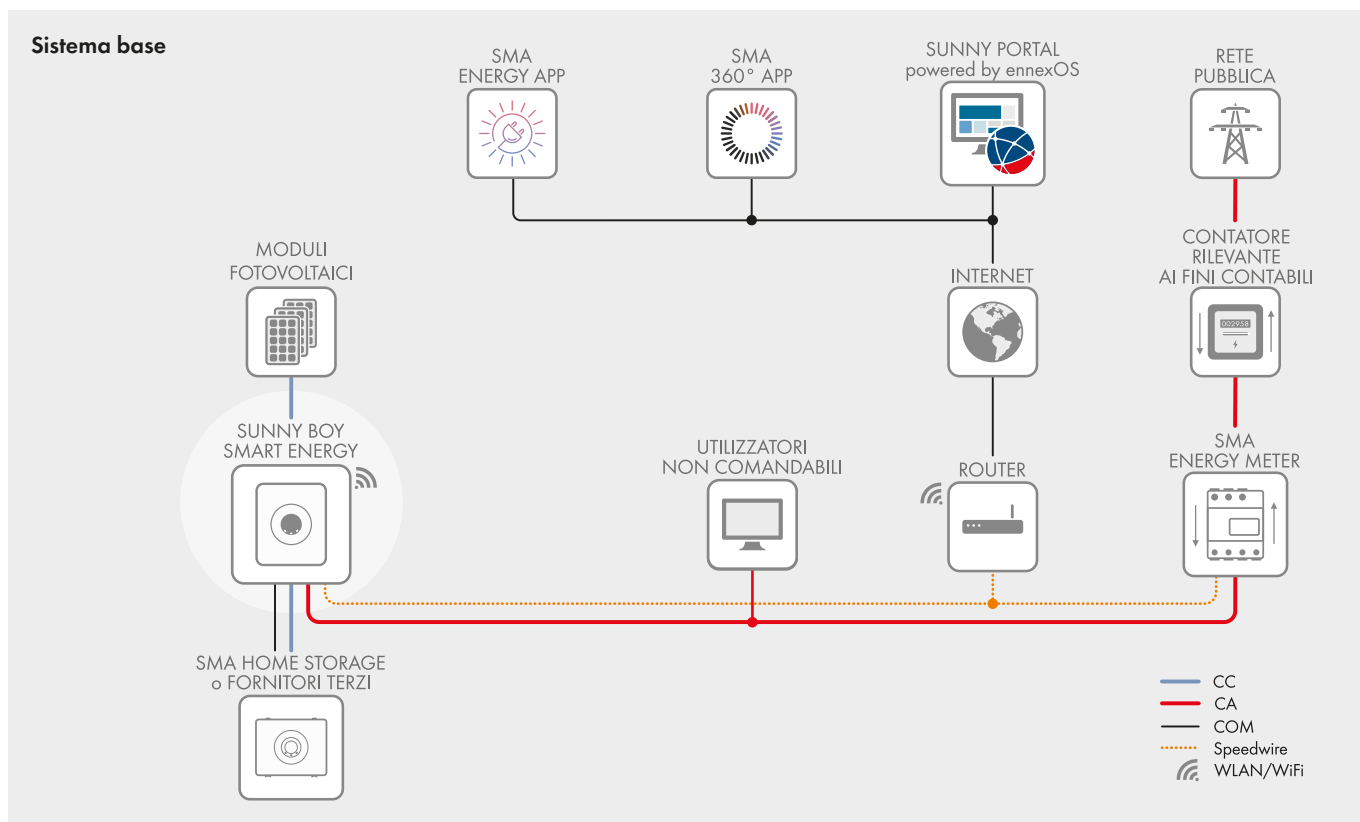 Sistema base
SMA
ENERGY APP
SMA
360° APP
SUNNY PORTAL
powered by ennexOS
RETE
PUBBLICA
MODULI
FOTOVOLTAICI
INTERNET
CONTATORE
RILEVANTE
AI FINI CONTABILI
002958
SUNNY BOY
SMART ENERGY
UTILIZZATORI
NON COMANDABILI
ROUTER
SMA
ENERGY METER
SMA HOME STORAGE
o FORNITORI TERZI
CC
CA
COM
Speedwire
WLAN/WiFi